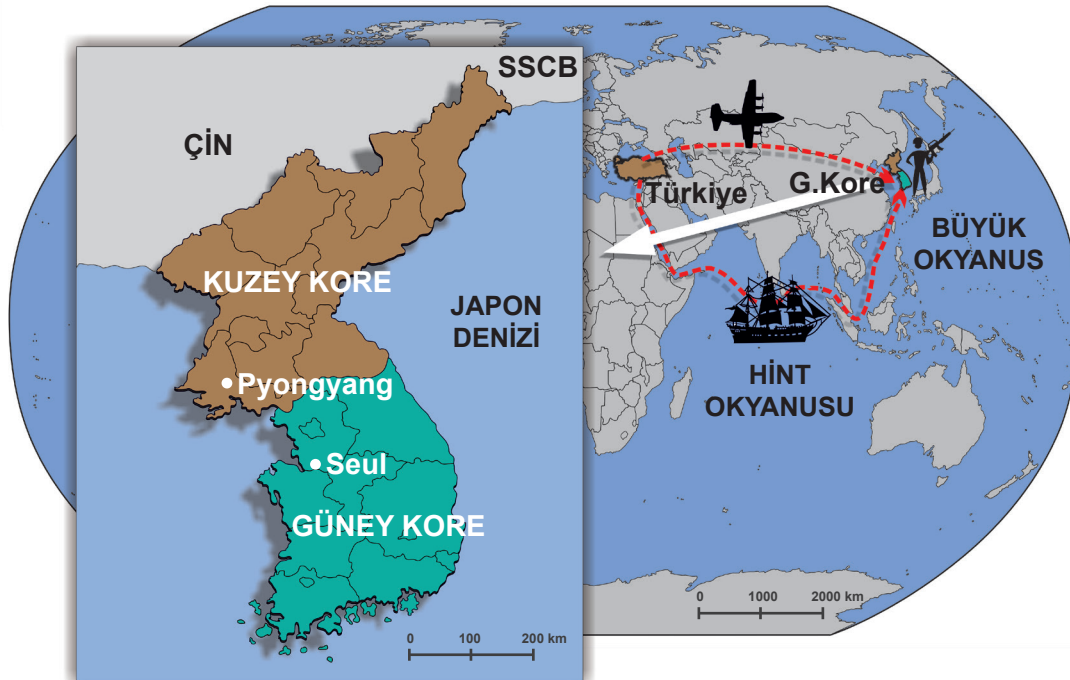 SSCB
ÇİN
KUZEY KORE
JAPON
DENİZİ
Pyongyang
Seul
GÜNEY KORE
0 100 200 km
Türkiye
G.Kore
BÜYÜK
OKYANUS
HİNT
OKYANUSU
0 1000 2000 km